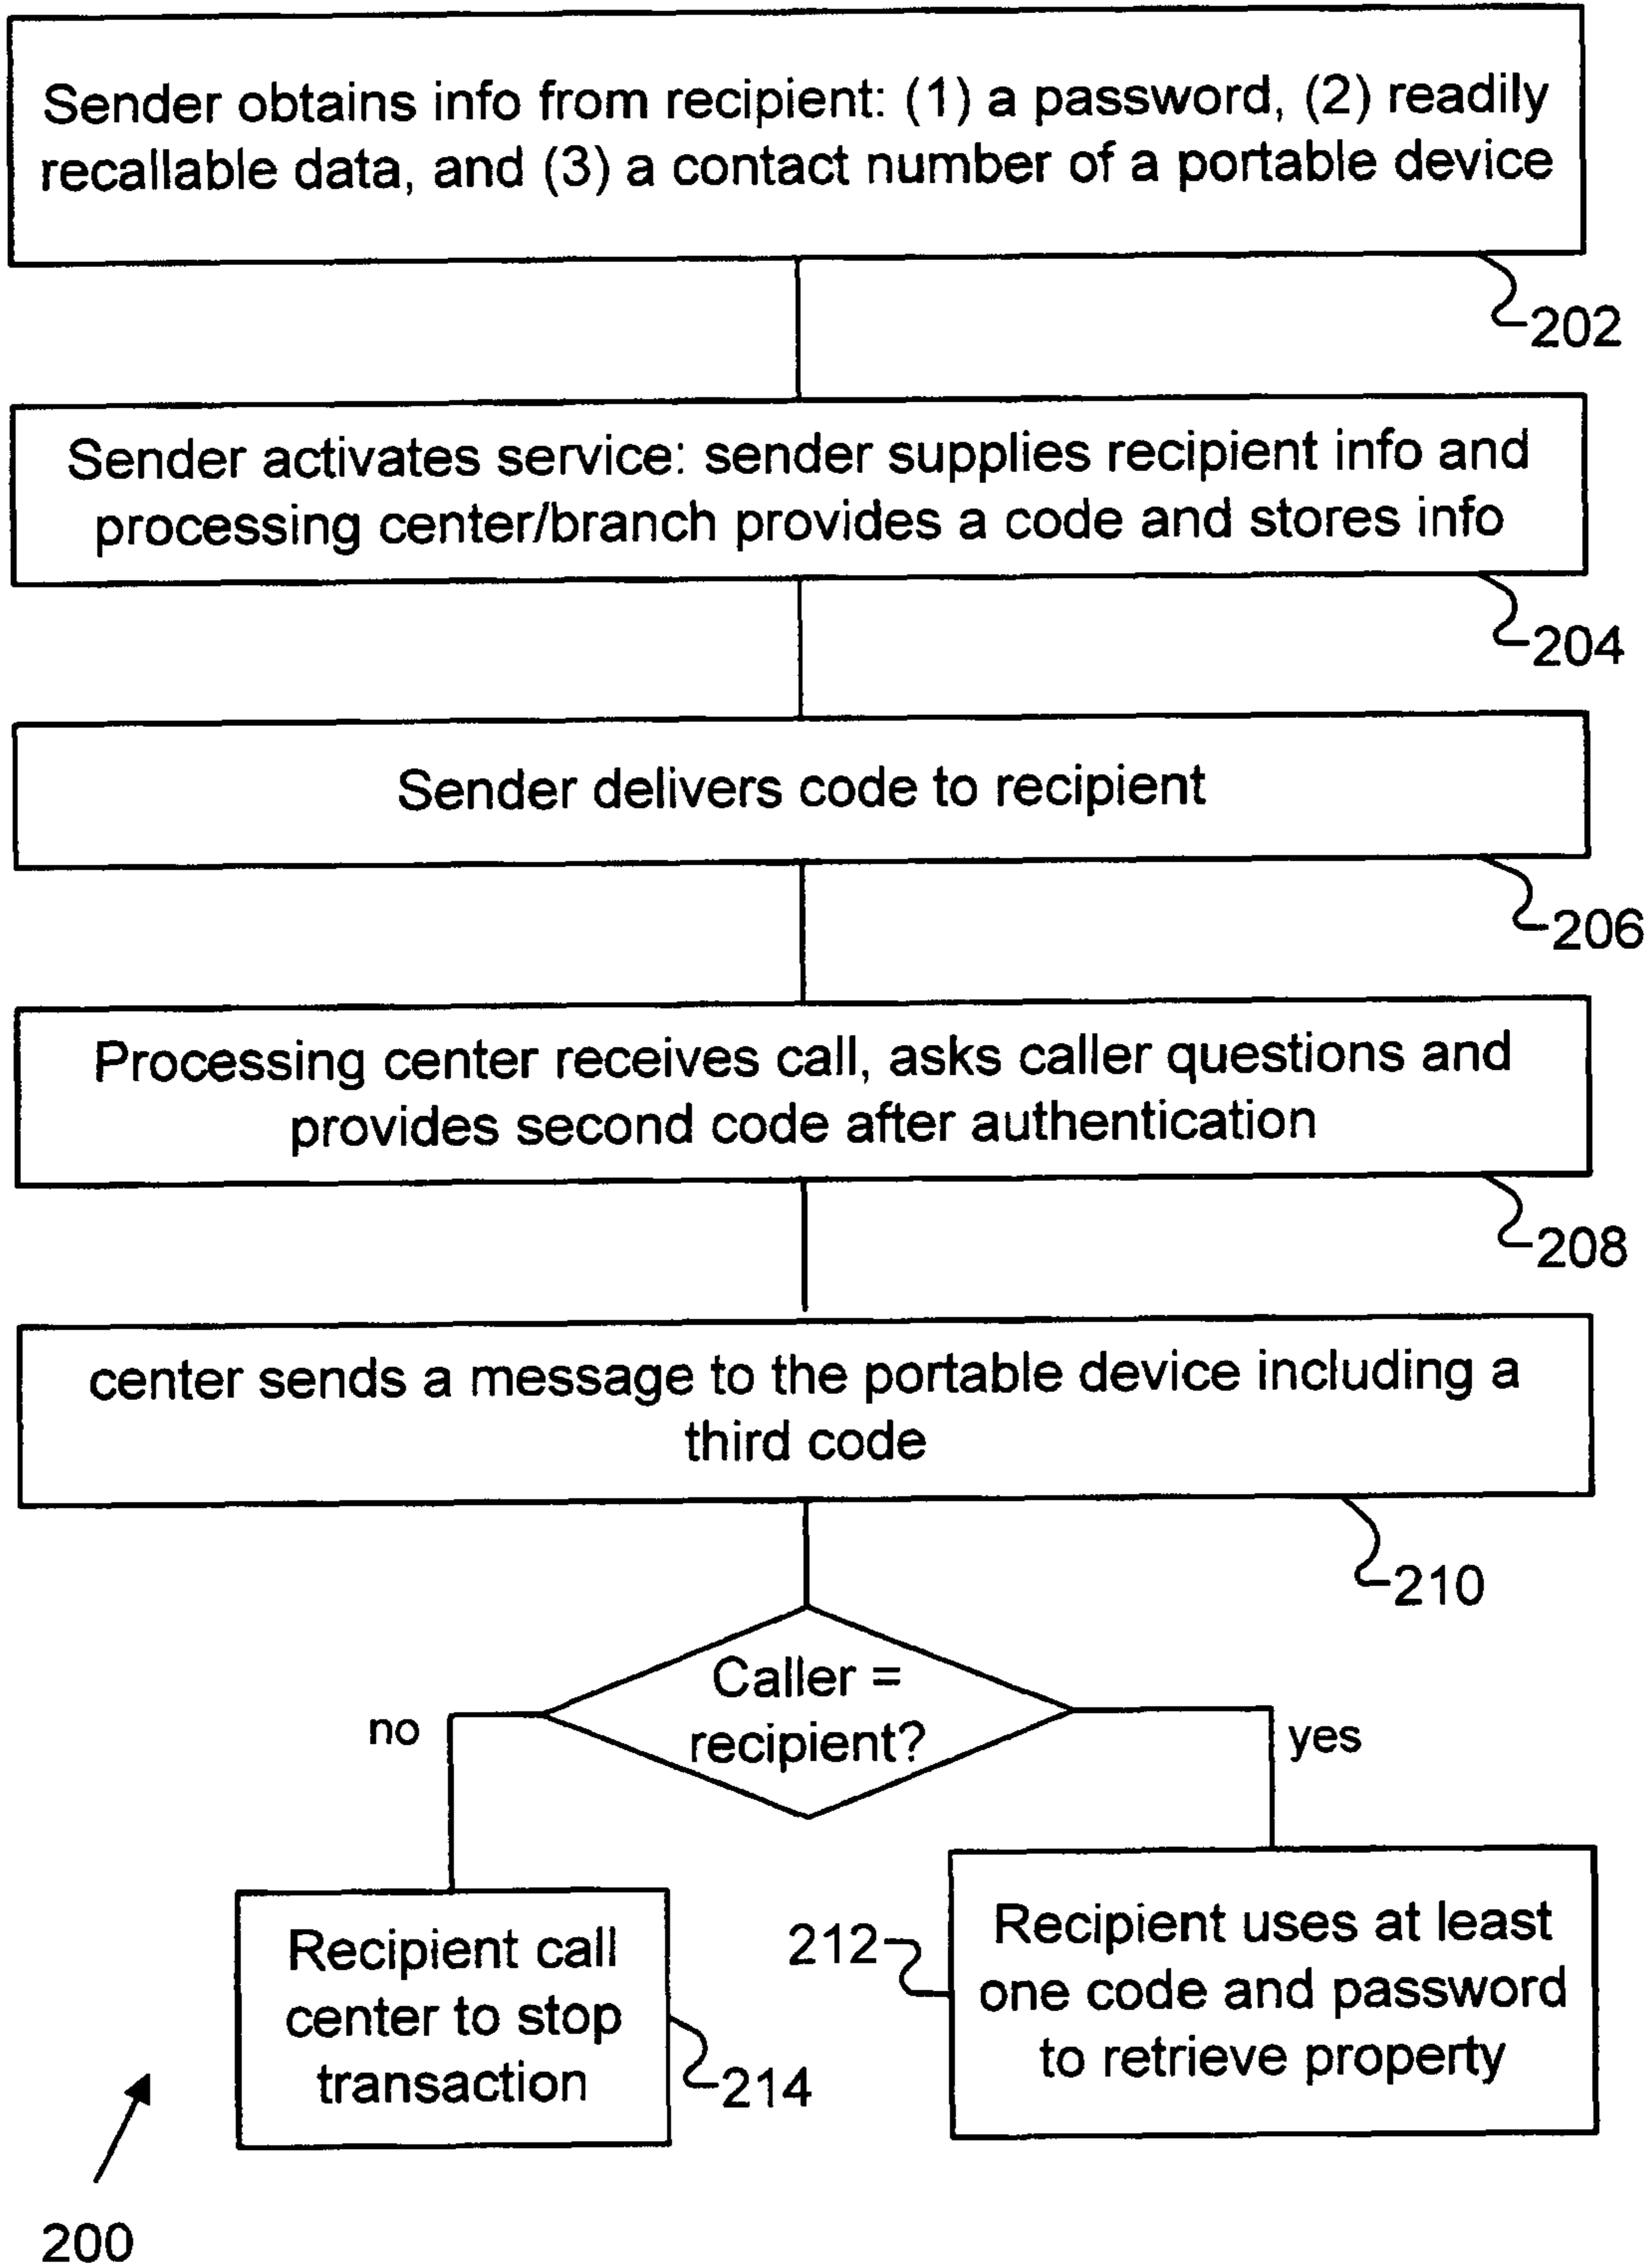 Sender obtains info from recipient: (1) a password, (2) readily
recallable data, and (3) a contact number of a portable device
202
Sender activates service: sender supplies recipient info and
processing center/branch provides a code and stores info
204
Sender delivers code to recipient
206
Processing center receives call, asks caller questions and
provides second code after authentication
208
center sends a message to the portable device including a
third code
210
Caller =
recipient?
no
yes
Recipient call
center to stop
transaction
214
212
Recipient uses at least
one code and password
to retrieve property
200